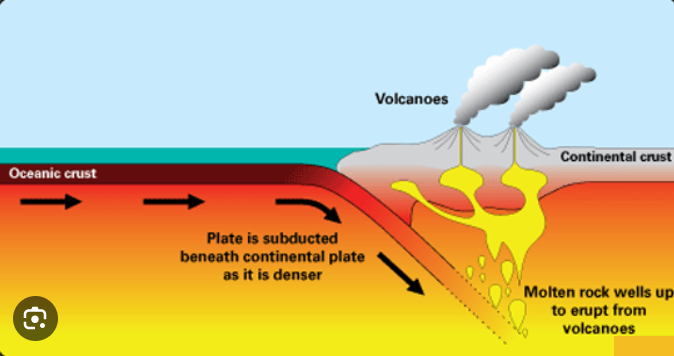 Volcanoes
Continental crust
Oceanic crust
Plate is subducted
beneath continental plate
as it is denser
Molten rock wells up
to erupt from
volcanoes